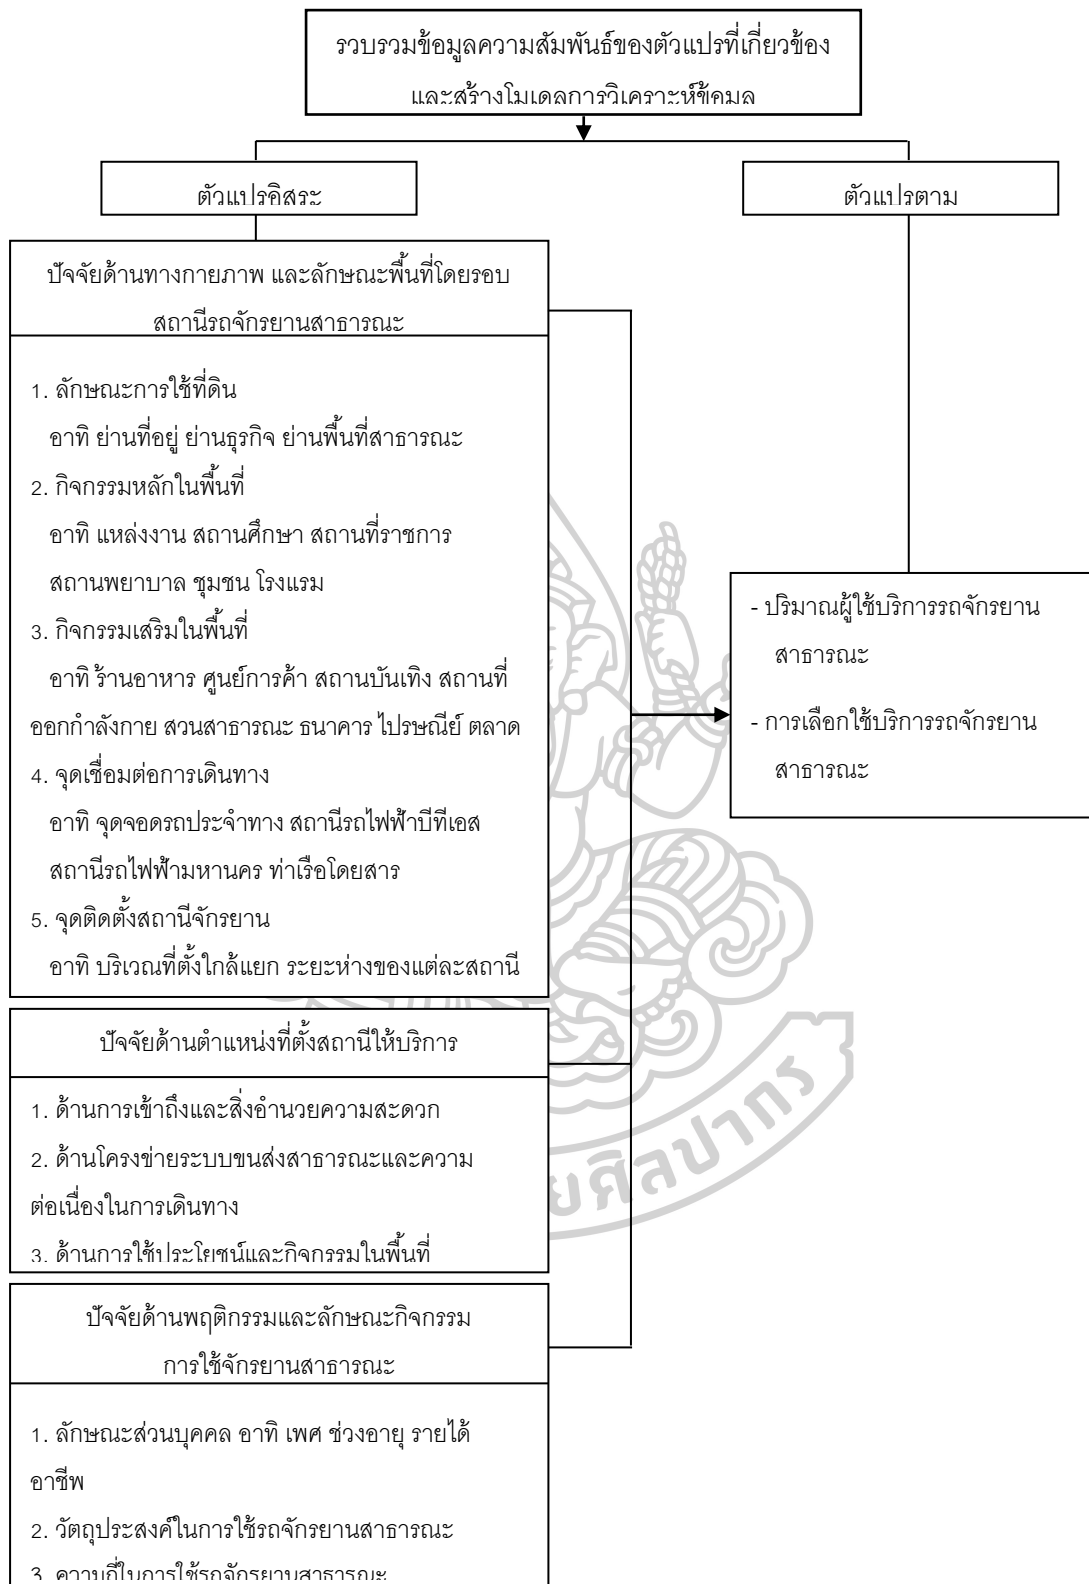 รวบรวมข้อมูลความสัมพันธ์ของตัวแปรที่เกี่ยวข้อง
และสร้างโมเดลการวิเคราะห์ข้อมูล
ตัวแปรอิสระ
ตัวแปรตาม
ปัจจัยด้านทางกายภาพ และลักษณะพื้นที่โดยรอบ
สถานีรถจักรยานสาธารณะ
1. ลักษณะการใช้ที่ดิน
อาทิ ย่านที่อยู่ ย่านธุรกิจ ย่านพื้นที่สาธารณะ
2. กิจกรรมหลักในพื้นที่
อาทิ แหล่งงาน สถานศึกษา สถานที่ราชการ
สถานพยาบาล ชุมชน โรงแรม
3. กิจกรรมเสริมในพื้นที่
อาทิ ร้านอาหาร ศูนย์การค้า สถานบันเทิง สถานที่
ออกกำลังกาย สวนสาธารณะ ธนาคาร ไปรษณีย์ ตลาด
4. จุดเชื่อมต่อการเดินทาง
อาทิ จุดจอดรถประจำทาง สถานีรถไฟฟ้าบีทีเอส
สถานีรถไฟฟ้ามหานคร ท่าเรือโดยสาร
5. จุดติดตั้งสถานีจักรยาน
อาทิ บริเวณที่ตั้งใกล้แยก ระยะห่างของแต่ละสถานี
- ปริมาณผู้ใช้บริการรถจักรยาน
สาธารณะ
- การเลือกใช้บริการรถจักรยาน
สาธารณะ
ปัจจัยด้านตำแหน่งที่ตั้งสถานีให้บริการ
1. ด้านการเข้าถึงและสิ่งอำนวยความสะดวก
2. ด้านโครงข่ายระบบขนส่งสาธารณะและความ
ต่อเนื่องในการเดินทาง
3. ด้านการใช้ประโยชน์และกิจกรรมในพื้นที่
ปัจจัยด้านพฤติกรรมและลักษณะกิจกรรม
การใช้จักรยานสาธารณะ
1. ลักษณะส่วนบุคคล อาทิ เพศ ช่วงอายุ รายได้
อาชีพ
2. วัตถุประสงค์ในการใช้รถจักรยานสาธารณะ
3. ความถี่ในการใช้รถจักรยานสาธารณะ
ยศิลปากร